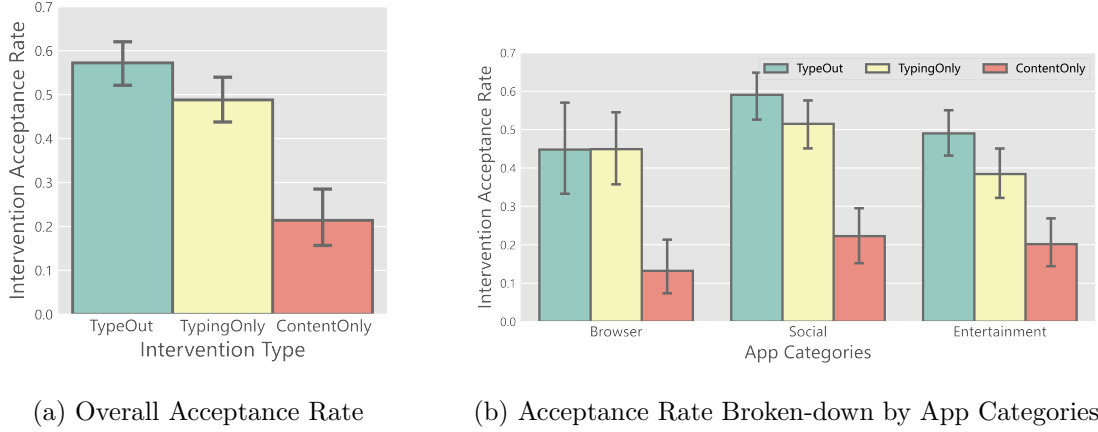 0.7
0.6
0.5
0.4
0.3
0.2
0.1
0.0
Intervention Acceptance Rate
TypeOut TypingOnly ContentOnly
Intervention Type
(a) Overall Acceptance Rate
0.7
0.6
0.5
0.4
0.3
0.2
0.1
0.0
Intervention Acceptance Rate
TypeOut TypingOnly ContentOnly
Browser Social Entertainment
App Categories
(b) Acceptance Rate Broken-down by App Categories